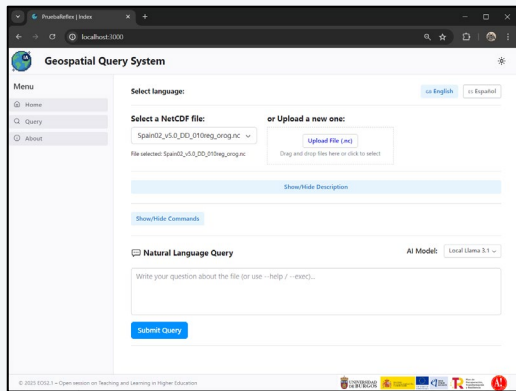 PruebaReflex | Index
localhost:3000
Geospatial Query System
Menu
Home
Query
About
Select language:
English
Español
Select a NetCDF file:
or Upload a new one:
Spain02_v5.0_DD_010reg_orog.nc
File selected: Spain02_v5.0_DD_010reg_orog.nc
Upload File (.nc)
Drag and drop files here or click to select
Show/Hide Description
Show/Hide Commands
Natural Language Query
AI Model:
Local Llama 3.1
Write your question about the file (or use --help / --exec)...
Submit Query
© 2025 EOS2.1 – Open session on Teaching and Learning in Higher Education
UNIVERSIDAD
DE BURGOS